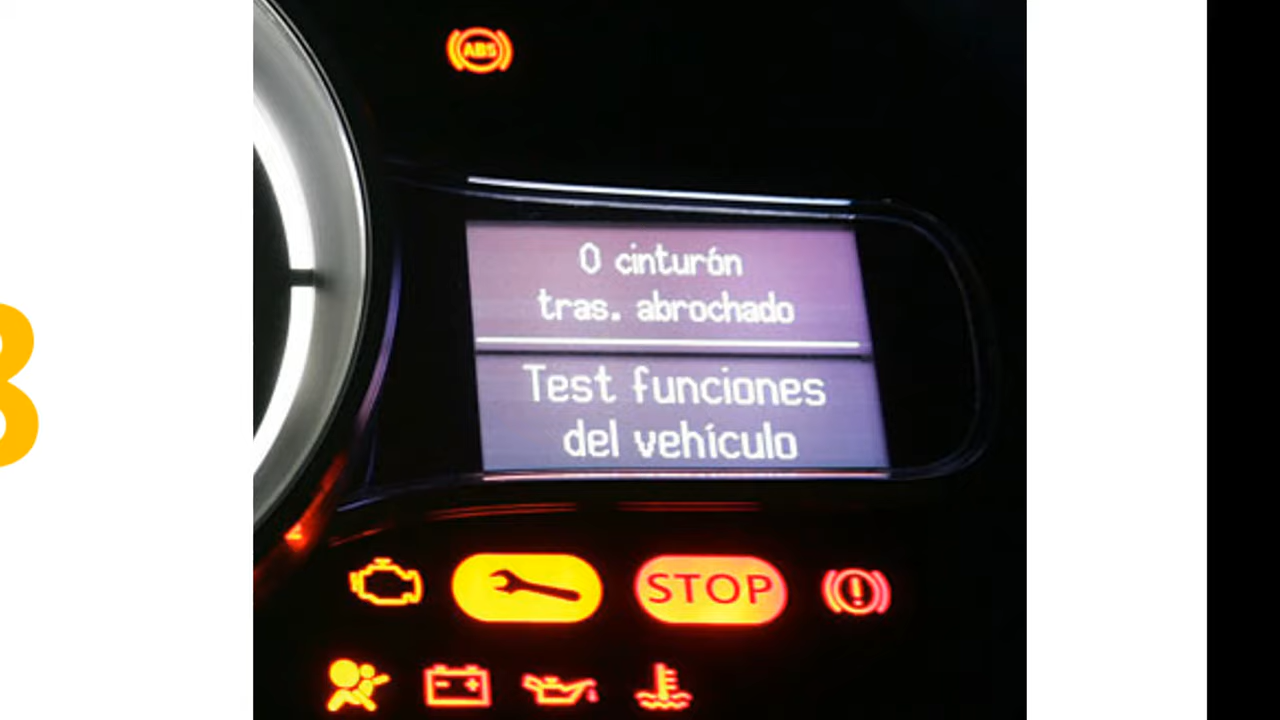 ABS
0 cinturón
tras. abrochado
Test funciones
del vehículo
STOP